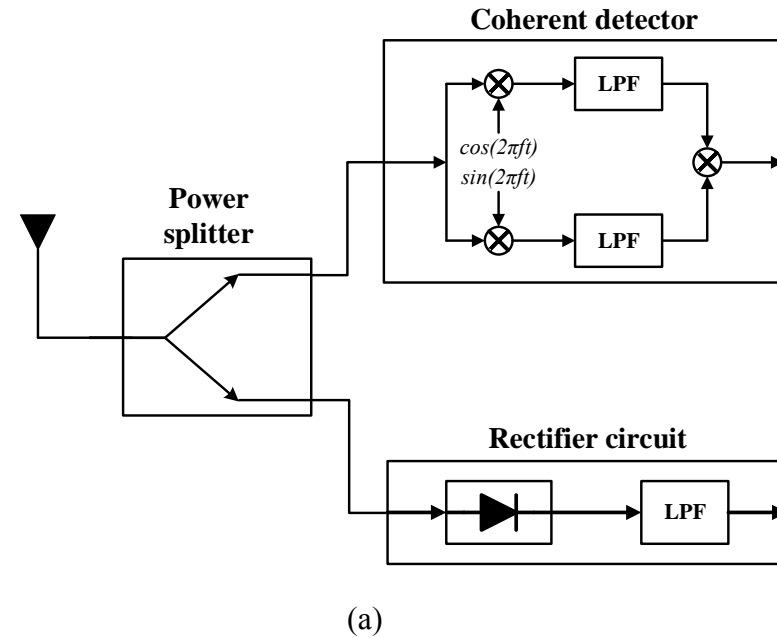 Coherent detector
LPF
cos(2πft)
sin(2πft)
LPF
Power
splitter
Rectifier circuit
LPF
(a)